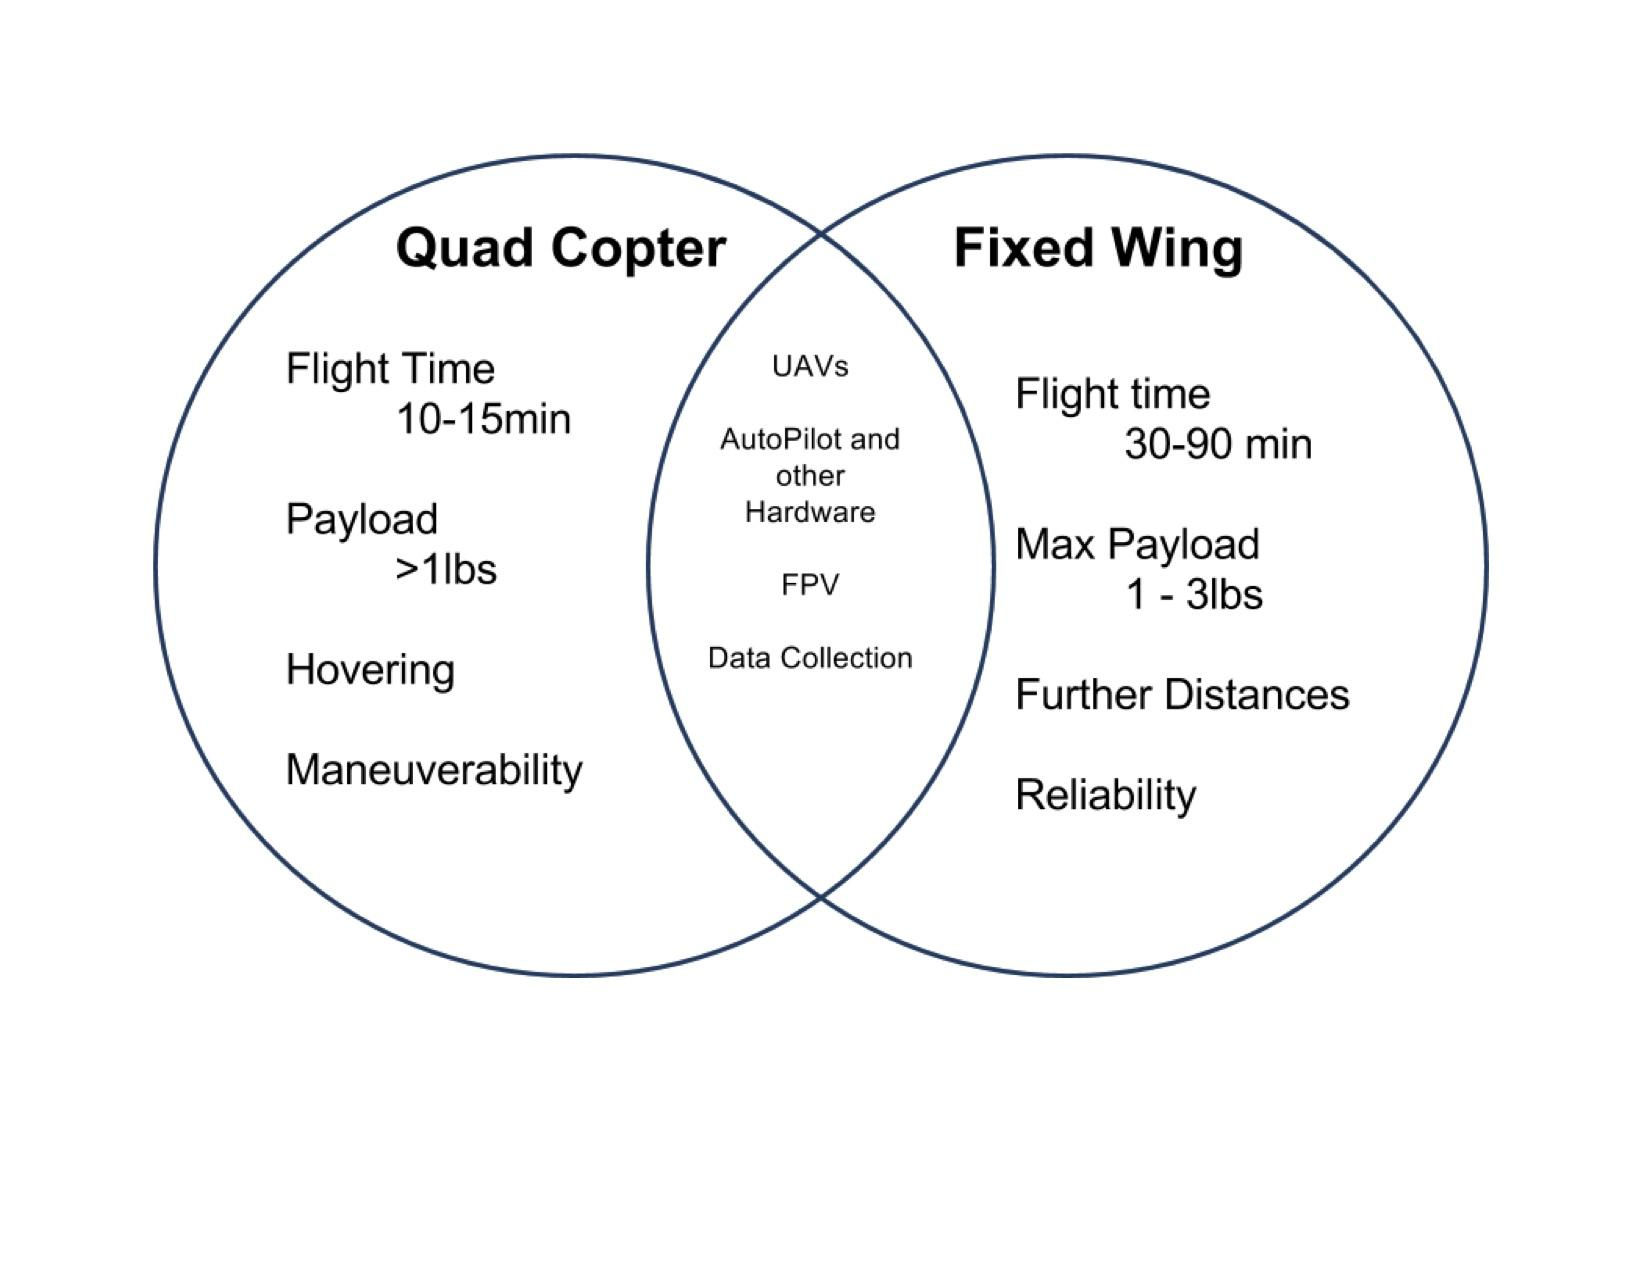 Quad Copter
Flight Time
10-15min
Payload
>1lbs
Hovering
Maneuverability
UAVs
AutoPilot and
other
Hardware
FPV
Data Collection
Fixed Wing
Flight time
30-90 min
Max Payload
1 - 3lbs
Further Distances
Reliability